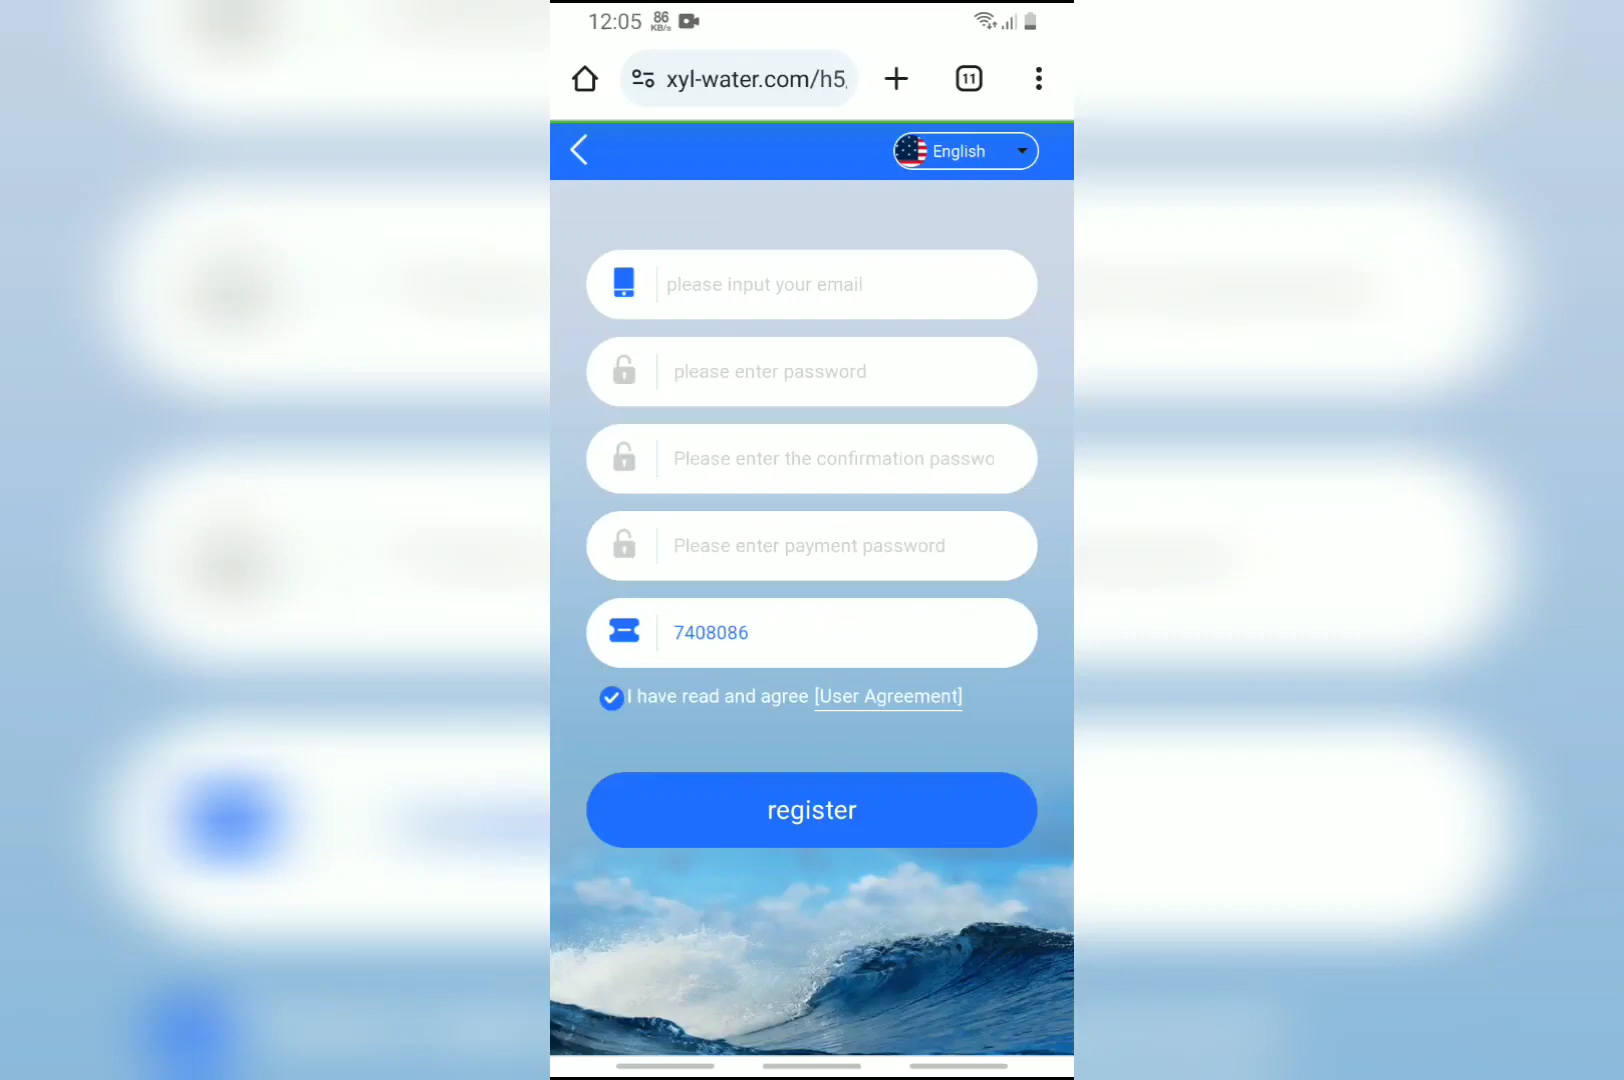 12:05 86 KB/s
xyl-water.com/h5 11
English
please input your email
please enter password
Please enter the confirmation passwo
Please enter payment password
7408086
I have read and agree [User Agreement]
register